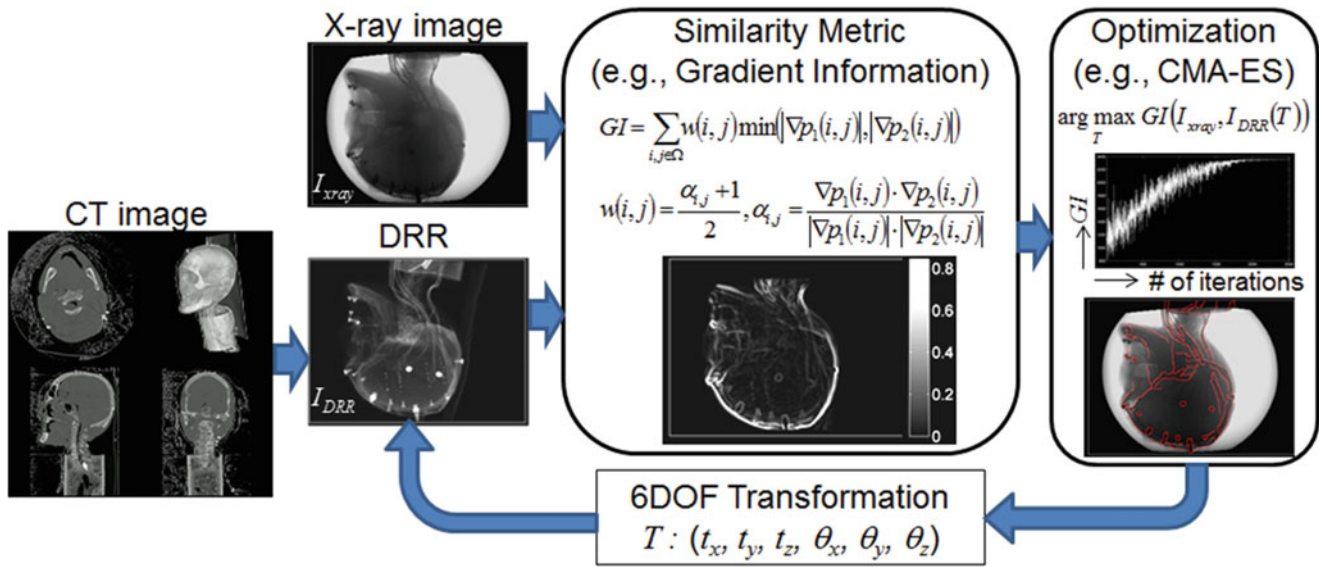 X-ray image
I_xray
CT image
DRR
I_DRR
Similarity Metric
(e.g., Gradient Information)
GI = ∑_{i,j∈Ω} w(i, j) min(|∇p₁(i, j)|, |∇p₂(i, j)|)
w(i, j) = (α_{i,j} + 1) / 2, α_{i,j} = (∇p₁(i, j) · ∇p₂(i, j)) / (|∇p₁(i, j)| · |∇p₂(i, j)|)
0.8
0.6
0.4
0.2
0
Optimization
(e.g., CMA-ES)
arg max_T GI(I_xray, I_DRR(T))
GI
# of iterations
6DOF Transformation
T : (t_x, t_y, t_z, θ_x, θ_y, θ_z)